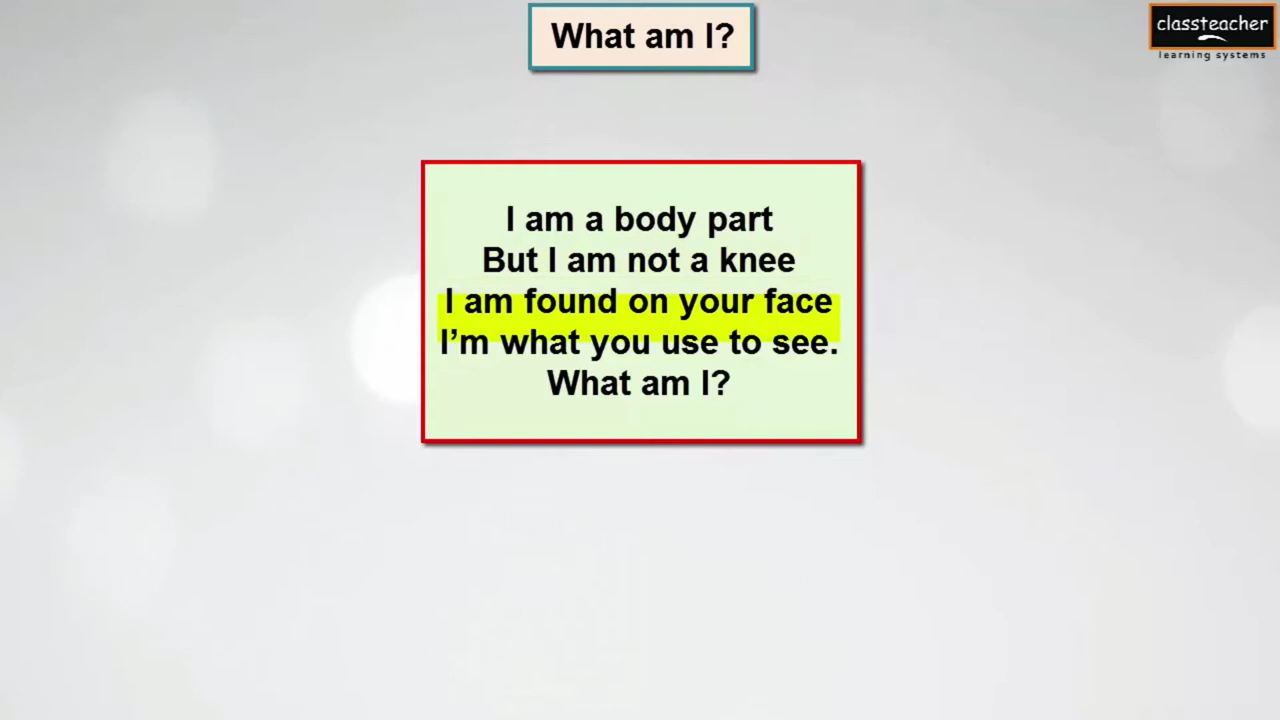 What am I?
classteacher
learning systems
I am a body part
But I am not a knee
I am found on your face
I’m what you use to see.
What am I?